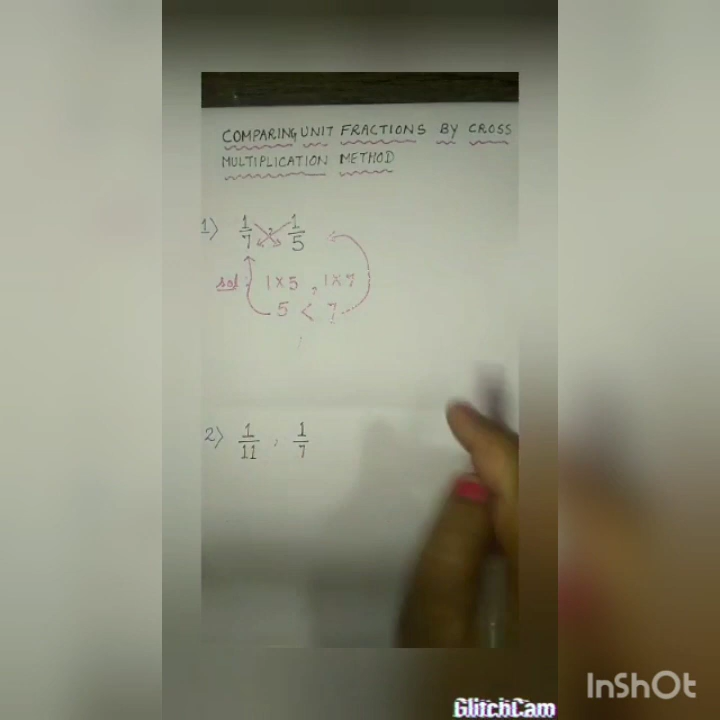 COMPARING UNIT FRACTIONS BY CROSS
MULTIPLICATION METHOD
1) 1/7 , 1/5
sol: 1×5 , 1×7
5 < 7
2) 1/11 , 1/7
InShOt
GlitchCam